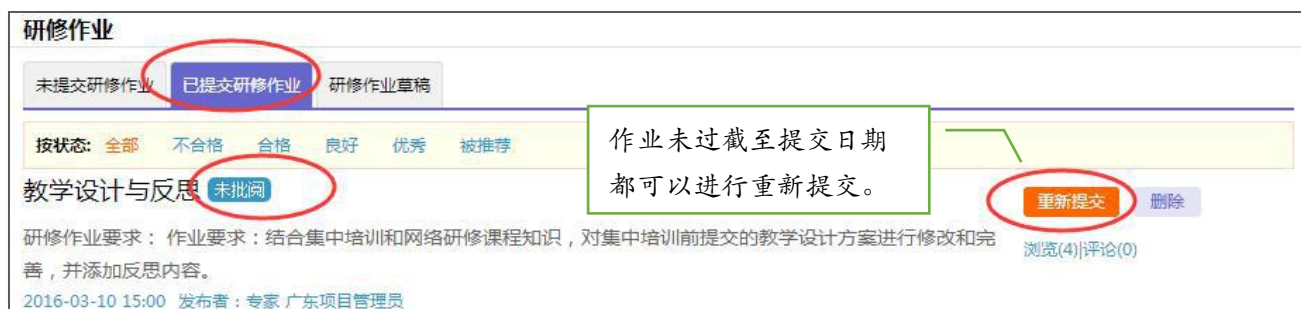 研修作业
未提交研修作业 已提交研修作业 研修作业草稿
按状态: 全部 不合格 合格 良好 优秀 被推荐
作业未过截至提交日期
都可以进行重新提交。
教学设计与反思 未批阅
重新提交 删除
研修作业要求： 作业要求：结合集中培训和网络研修课程知识，对集中培训前提交的教学设计方案进行修改和完
善，并添加反思内容。
浏览(4)|评论(0)
2016-03-10 15:00 发布者：专家 广东项目管理员